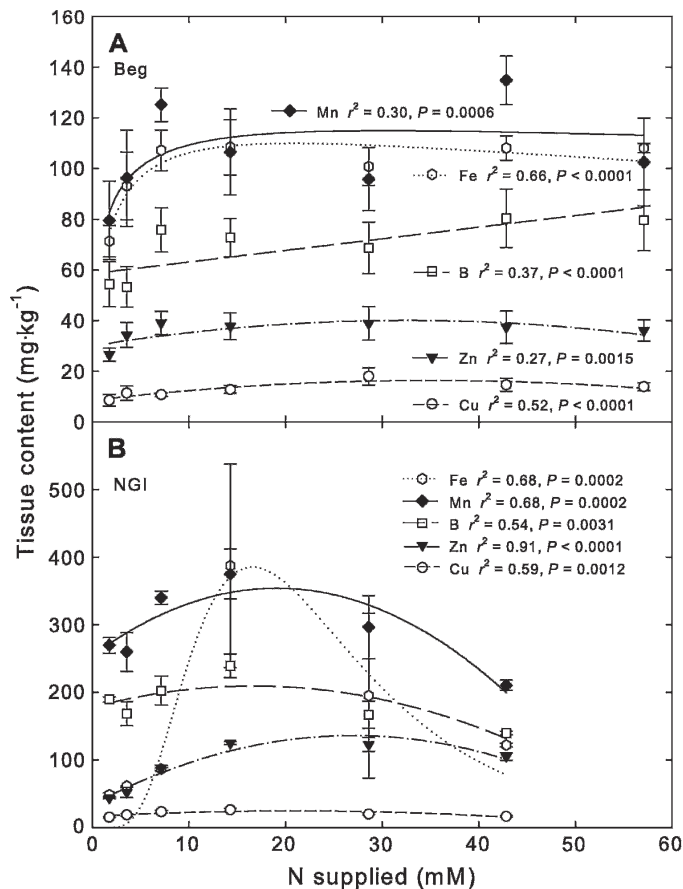 160
A
140
Beg
120
Mn r² = 0.30, P = 0.0006
100
Fe r² = 0.66, P < 0.0001
80
60
B r² = 0.37, P < 0.0001
40
Zn r² = 0.27, P = 0.0015
20
Cu r² = 0.52, P < 0.0001
0
Tissue content (mg·kg⁻¹)
B
NGI
500
Fe r² = 0.68, P = 0.0002
Mn r² = 0.68, P = 0.0002
B r² = 0.54, P = 0.0031
400
Zn r² = 0.91, P < 0.0001
Cu r² = 0.59, P = 0.0012
300
200
100
0
0 10 20 30 40 50 60
N supplied (mM)